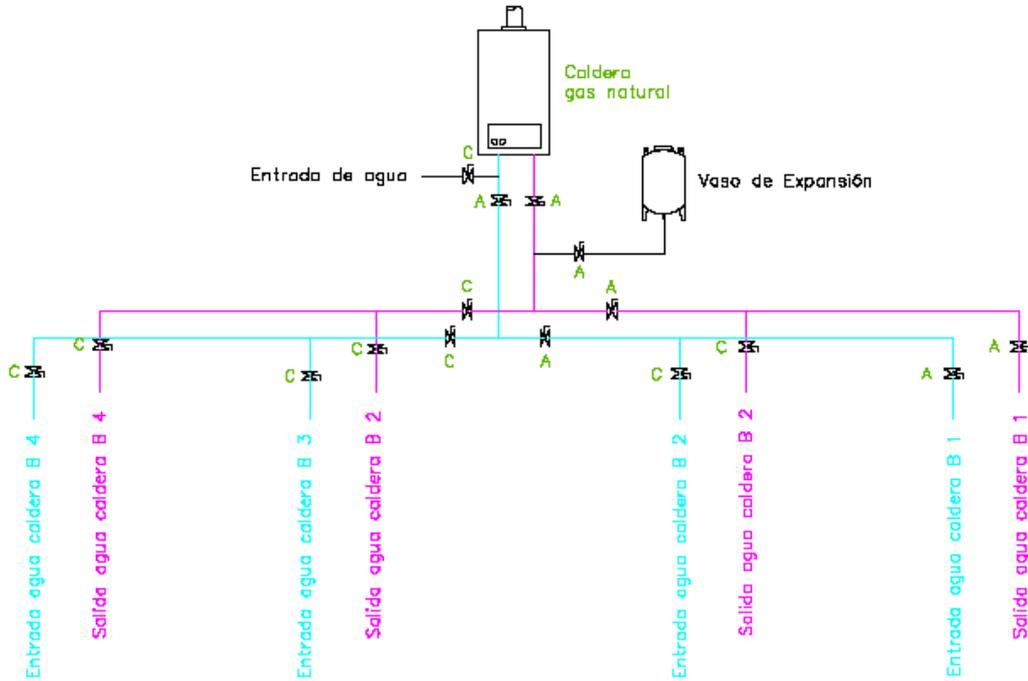 Caldera
gas natural
C
Entrada de agua
Vaso de Expansión
A
A
A
C
A
C
C
C
A
C
C
C
A
C
A
Entrada agua caldera B 4
Salida agua caldera B 4
Entrada agua caldera B 3
Salida agua caldera B 2
Entrada agua caldera B 2
Salida agua caldera B 2
Entrada agua caldera B 1
Salida agua caldera B 1